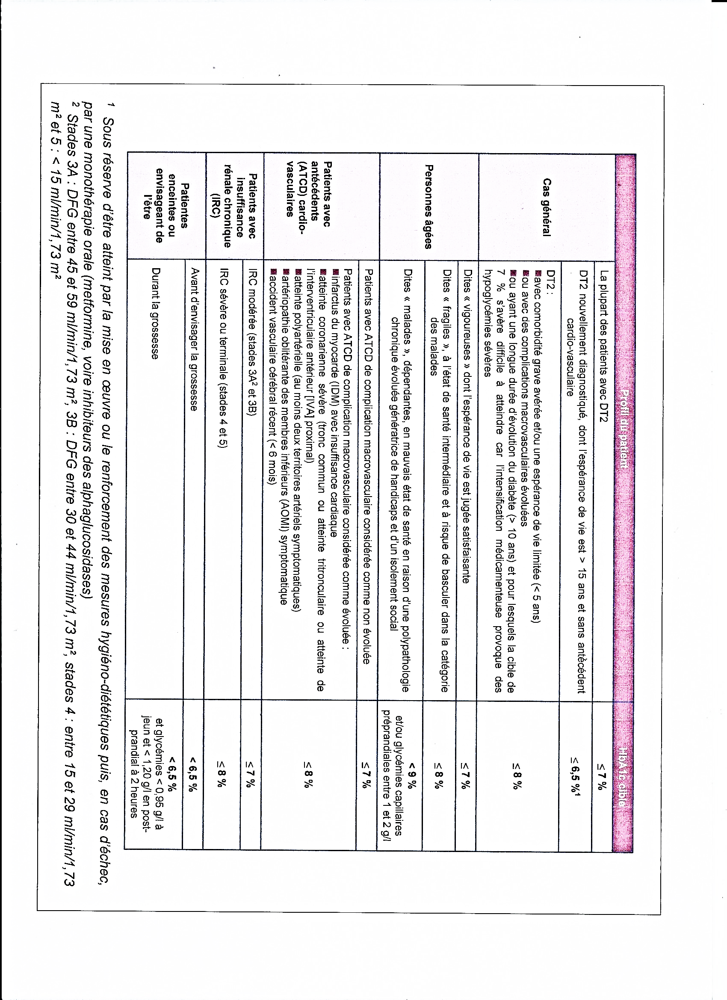 Profil du patient
HbA1c cible
Cas général
La plupart des patients avec DT2
≤ 7 %
DT2 nouvellement diagnostiqué, dont l'espérance de vie est > 15 ans et sans antécédent
cardio-vasculaire
≤ 6,5 %¹
DT2 :
avec comorbidité grave avérée et/ou une espérance de vie limitée (< 5 ans)
ou avec des complications macrovasculaires évoluées
ou ayant une longue durée d'évolution du diabète (> 10 ans) et pour lesquels la cible de
7 % s'avère difficile à atteindre car l'intensification médicamenteuse provoque des
hypoglycémies sévères
≤ 8 %
Personnes âgées
Dites « vigoureuses » dont l'espérance de vie est jugée satisfaisante
≤ 7 %
Dites « fragiles », à l'état de santé intermédiaire et à risque de basculer dans la catégorie
des malades
≤ 8 %
Dites « malades », dépendantes, en mauvais état de santé en raison d'une polypathologie
chronique évoluée génératrice de handicaps et d'un isolement social
< 9 %
et/ou glycémies capillaires
préprandiales entre 1 et 2 g/l
Patients avec
antécédents
(ATCD) cardio-
vasculaires
Patients avec ATCD de complication macrovasculaire considérée comme non évoluée
≤ 7 %
Patients avec ATCD de complication macrovasculaire considérée comme évoluée :
infarctus du myocarde (IDM) avec insuffisance cardiaque
atteinte coronarienne sévère (tronc commun ou atteinte tritronculaire ou atteinte de
l'interventriculaire antérieur [IVA] proximal)
atteinte polyartérielle (au moins deux territoires artériels symptomatiques)
artériopathie oblitérante des membres inférieurs (AOMI) symptomatique
accident vasculaire cérébral récent (< 6 mois)
≤ 8 %
Patients avec
insuffisance
rénale chronique
(IRC)
IRC modérée (stades 3A² et 3B)
≤ 7 %
IRC sévère ou terminale (stades 4 et 5)
≤ 8 %
Patientes
enceintes ou
envisageant de
l'être
Avant d'envisager la grossesse
< 6,5 %
Durant la grossesse
< 6,5 %
et glycémies < 0,95 g/l à
jeun et < 1,20 g/l en post-
prandial à 2 heures
¹ Sous réserve d'être atteint par la mise en œuvre ou le renforcement des mesures hygiéno-diététiques puis, en cas d'échec,
par une monothérapie orale (metformine, voire inhibiteurs des alphaglucosidases)
² Stades 3A : DFG entre 45 et 59 ml/min/1,73 m², 3B : DFG entre 30 et 44 ml/min/1,73 m², stades 4 : entre 15 et 29 ml/min/1,73
m² et 5 : < 15 ml/min/1,73 m²